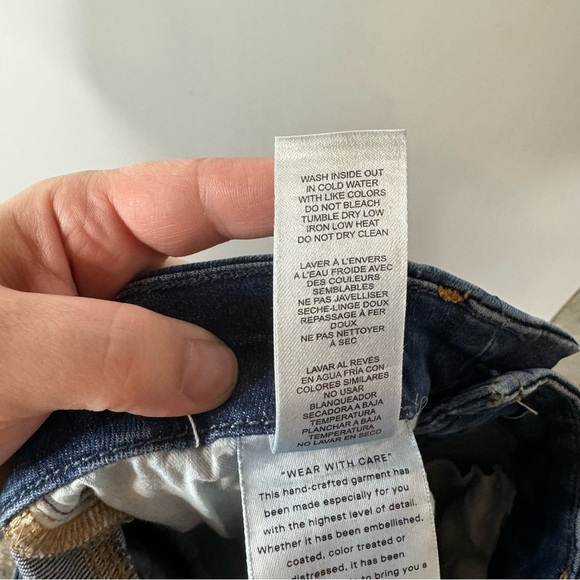 WASH INSIDE OUT
IN COLD WATER
WITH LIKE COLORS
DO NOT BLEACH
TUMBLE DRY LOW
IRON LOW HEAT
DO NOT DRY CLEAN
LAVER À L'ENVERS
A L'EAU FROIDE AVEC
DES COULEURS
SEMBLABLES
NE PAS JAVELLISER
SECHE-LINGE DOUX
REPASSAGE À FER
DOUX
NE PAS NETTOYER
A SEC
LAVAR AL REVES
EN AGUA FRÍA CON
COLORES SIMILARES
NO USAR
BLANQUEADOR
SECADORA A BAJA
TEMPERATURA
PLANCHAR A BAJA
TEMPERATURA
NO LAVAR EN SECO
"WEAR WITH CARE"
This hand-crafted garment has
been made especially for you
with the highest level of detail.
Whether it has been embellished,
coated, color treated or
distressed, it has been
to bring you a